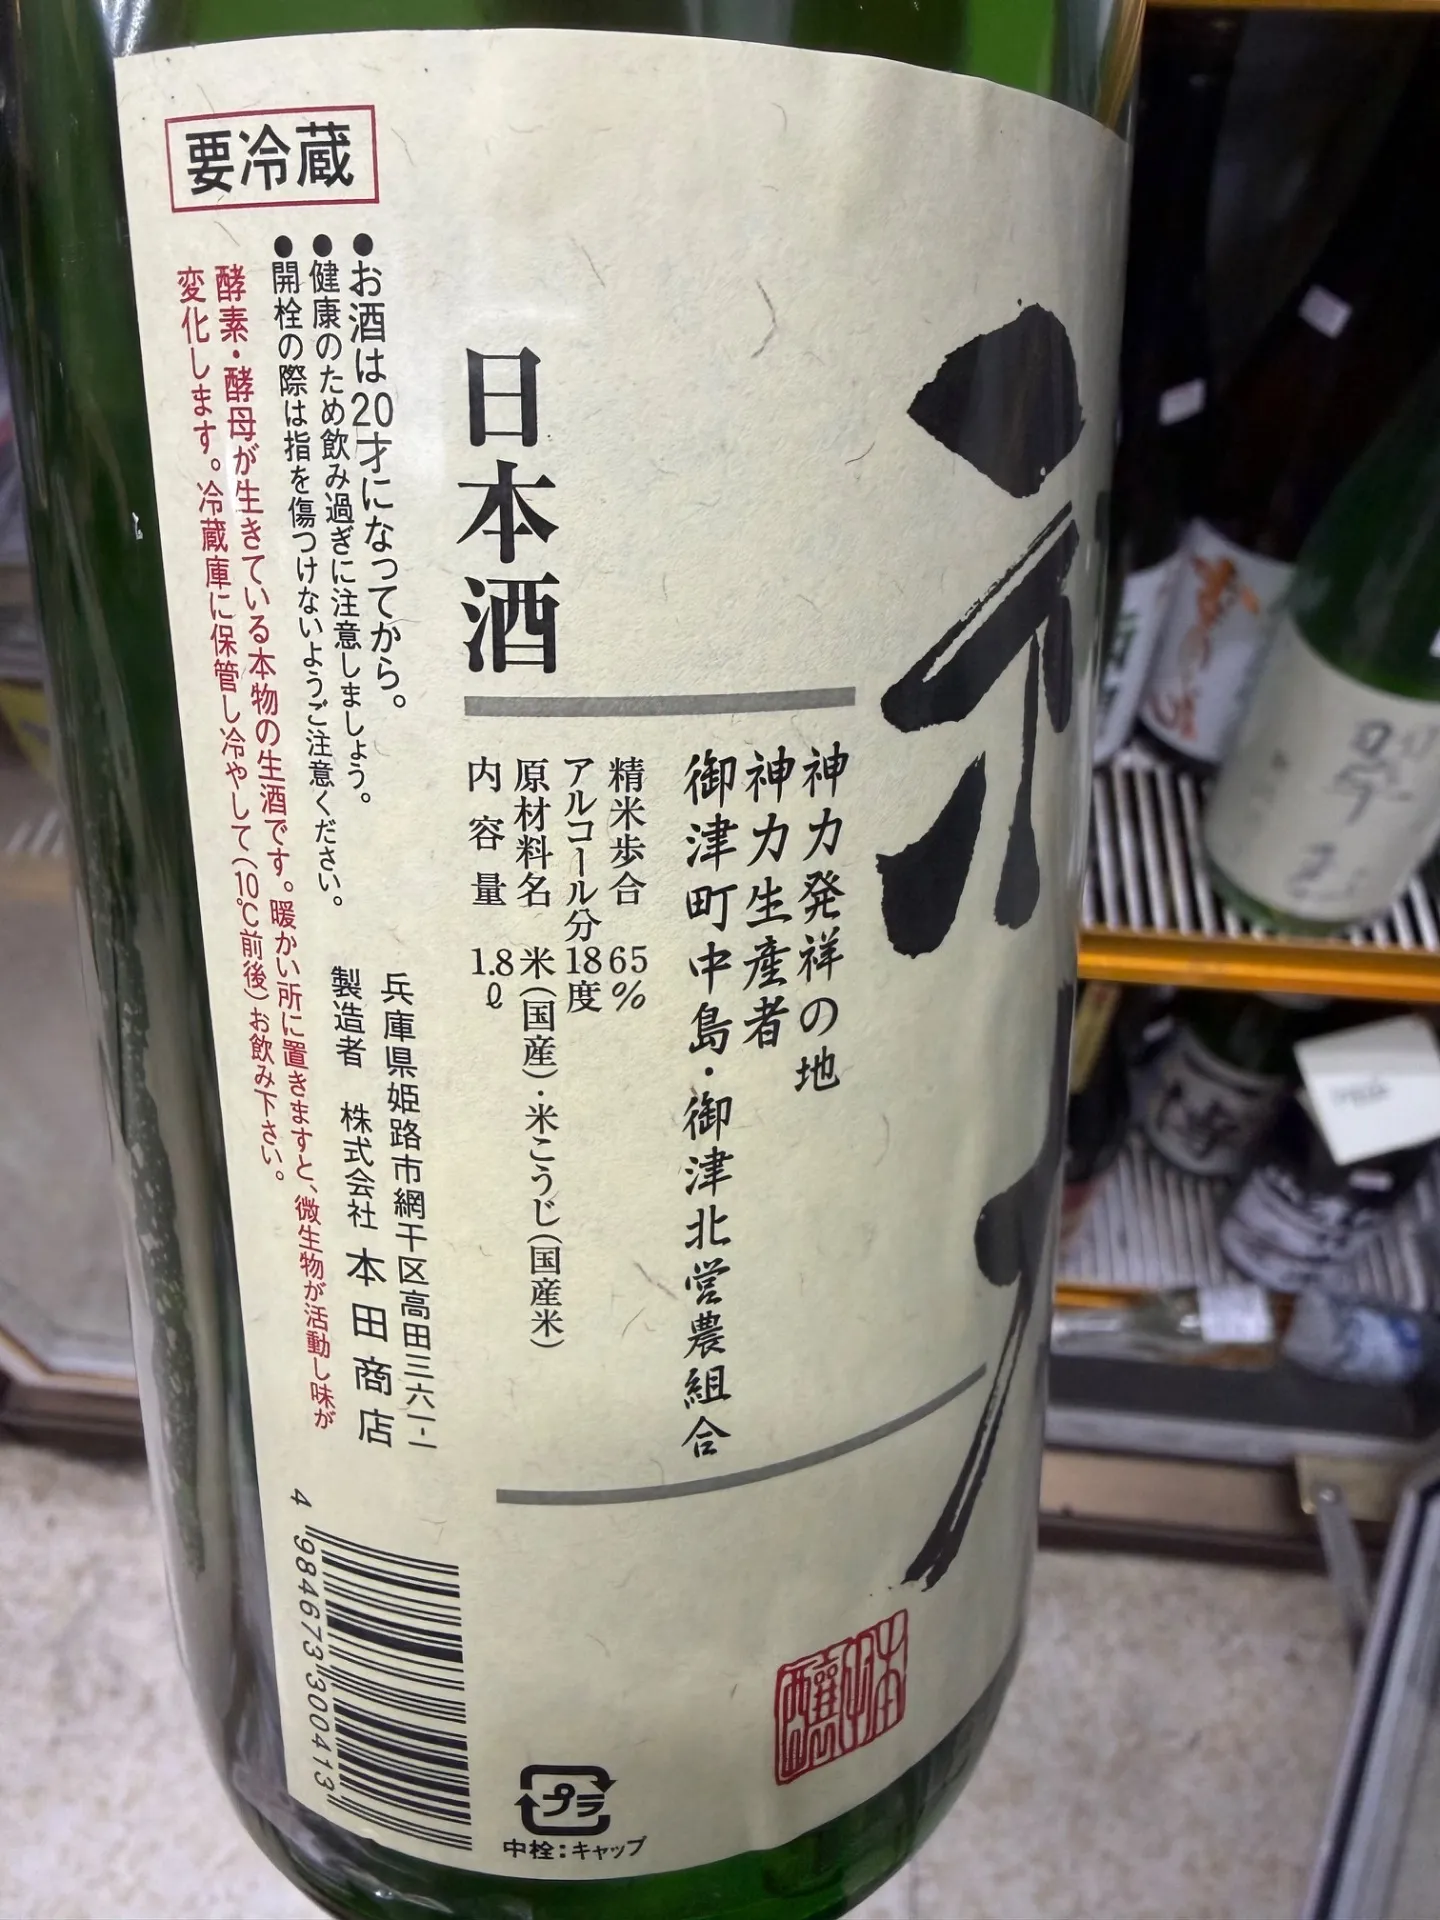 神力
神力発祥の地
神力生産者
御津町中島・御津北営農組合
精米歩合 65%
アルコール分 18度
原材料名 米(国産)・米こうじ(国産米)
内容量 1.8ℓ
日本酒
要冷蔵
●お酒は20才になってから。
●健康のため飲み過ぎに注意しましょう。
●開栓の際は指を傷つけないようご注意ください。
酵素・酵母が生きている本物の生酒です。暖かい所に置きますと、微生物が活動し味が
変化します。冷蔵庫に保管し冷やして(10℃前後)お飲み下さい。
兵庫県姫路市網干区高田三六一-一
製造者 株式会社 本田商店
4 984673 300413
プラ
中栓:キャップ